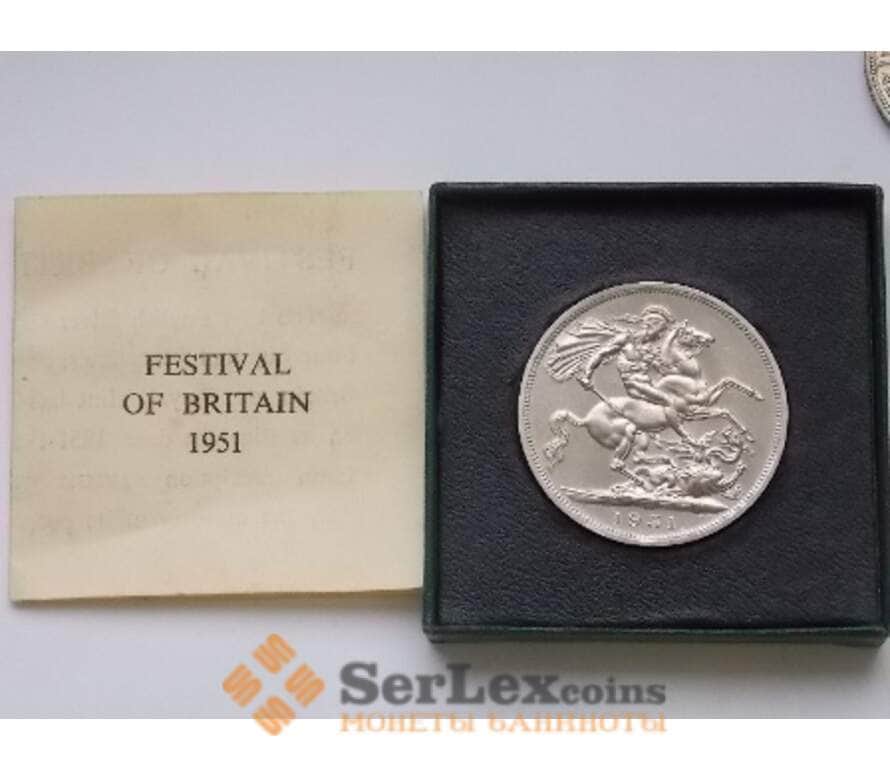 FESTIVAL
OF BRITAIN
1951
1951
SerLexcoins
МОНЕТЫ БАНКНОТЫ